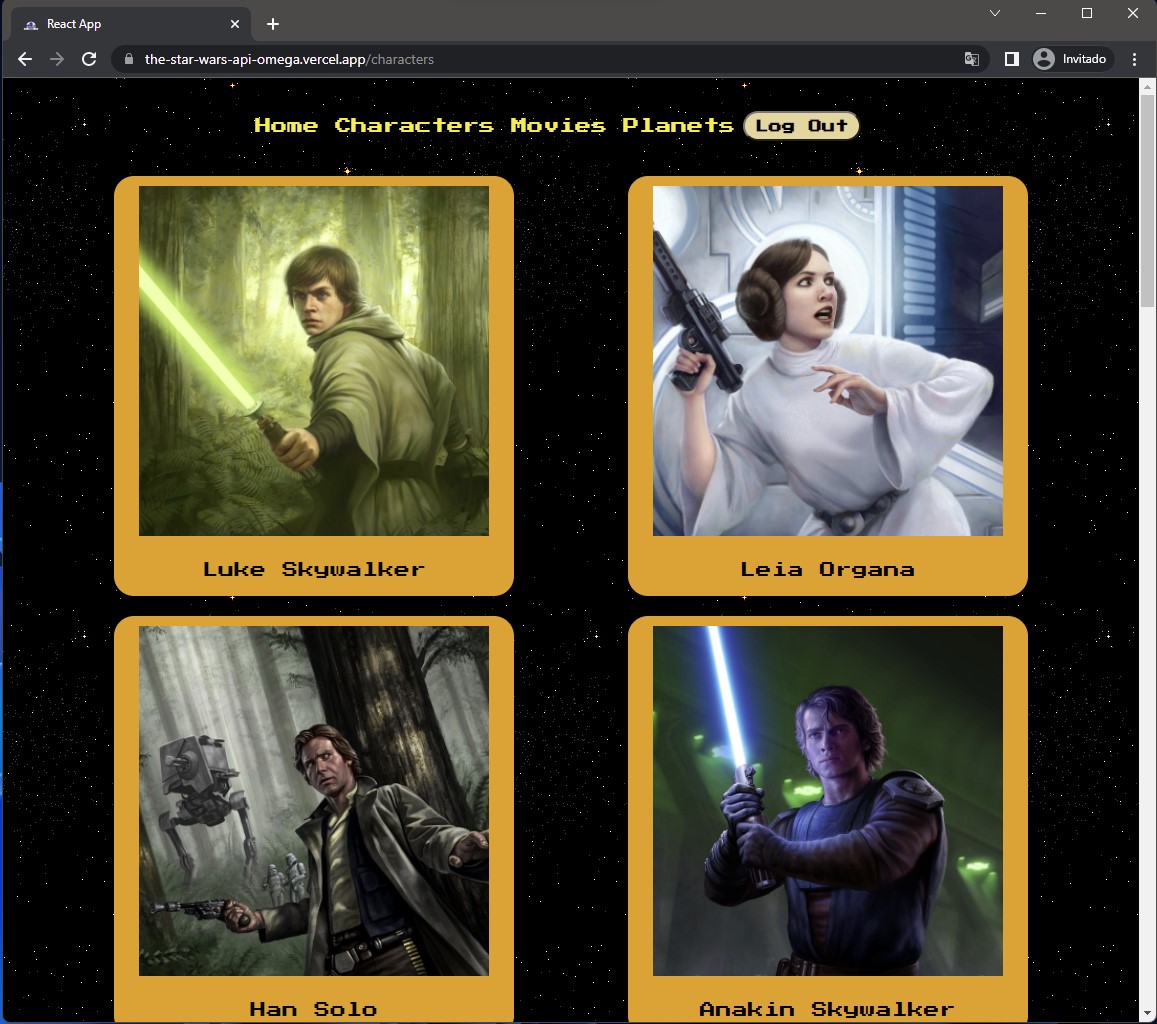 React App
the-star-wars-api-omega.vercel.app/characters
Invitado
Home Characters Movies Planets Log Out
Luke Skywalker
Leia Organa
Han Solo
Anakin Skywalker